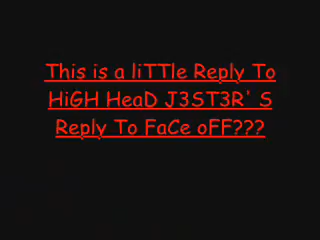 This is a liTTle Reply To
HiGH HeaD J3ST3R' S
Reply To FaCe oFF???